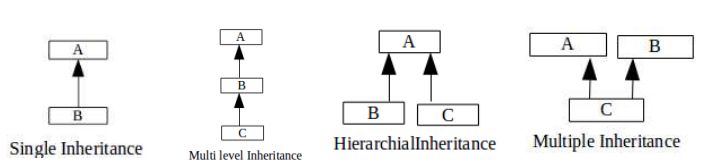 A
B
Single Inheritance
A
B
C
Multi level Inheritance
A
B
C
HierarchialInheritance
A
B
C
Multiple Inheritance